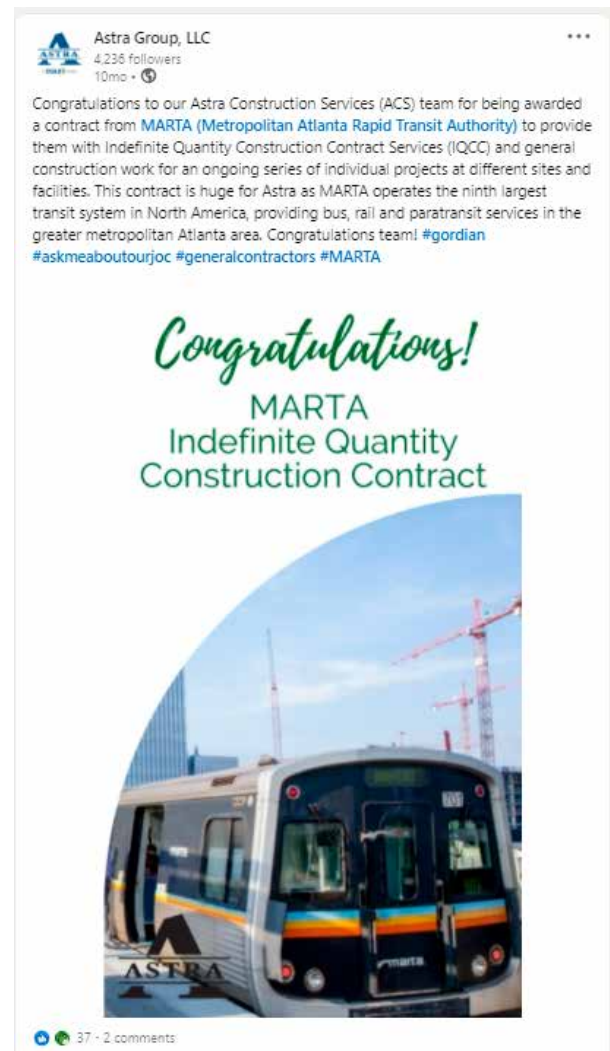 Astra Group, LLC
ASTRA
4,236 followers
10mo •
Congratulations to our Astra Construction Services (ACS) team for being awarded
a contract from MARTA (Metropolitan Atlanta Rapid Transit Authority) to provide
them with Indefinite Quantity Construction Contract Services (IQCC) and general
construction work for an ongoing series of individual projects at different sites and
facilities. This contract is huge for Astra as MARTA operates the ninth largest
transit system in North America, providing bus, rail and paratransit services in the
greater metropolitan Atlanta area. Congratulations team! #gordian
#askmeaboutourjoc #generalcontractors #MARTA
Congratulations!
MARTA
Indefinite Quantity
Construction Contract
701
marta
ASTRA
37 · 2 comments